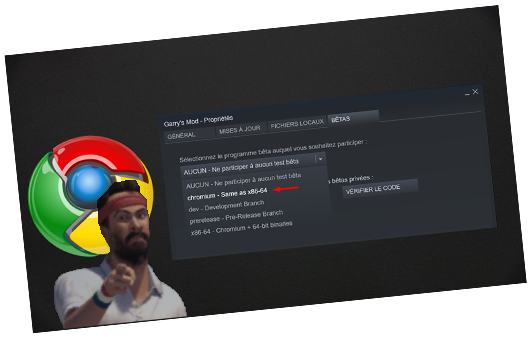 Garry's Mod - Propriétés
GÉNÉRAL MISES À JOUR FICHIERS LOCAUX BÊTAS
Sélectionnez le programme bêta auquel vous souhaitez participer :
AUCUN - Ne participer à aucun test bêta
AUCUN - Ne participer à aucun test bêta
chromium - Same as x86-64
bêtas privées :
dev - Development Branch
VÉRIFIER LE CODE
prerelease - Pre-Release Branch
x86-64 - Chromium + 64-bit binaries